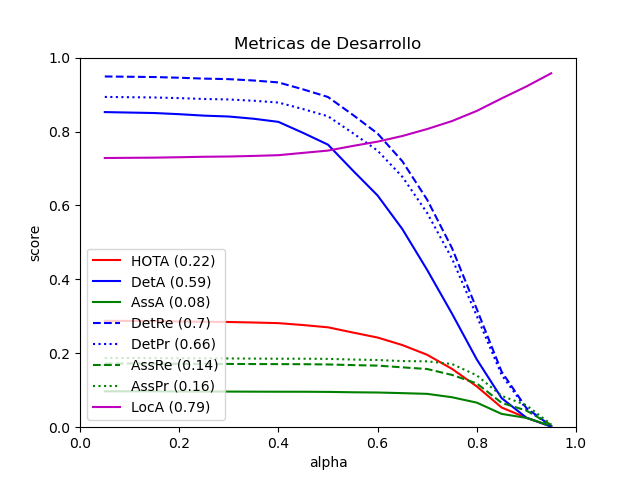 Metricas de Desarrollo
1.0
0.8
0.6
0.4
0.2
0.0
score
HOTA (0.22)
DetA (0.59)
AssA (0.08)
DetRe (0.7)
DetPr (0.66)
AssRe (0.14)
AssPr (0.16)
LocA (0.79)
0.0 0.2 0.4 0.6 0.8 1.0
alpha